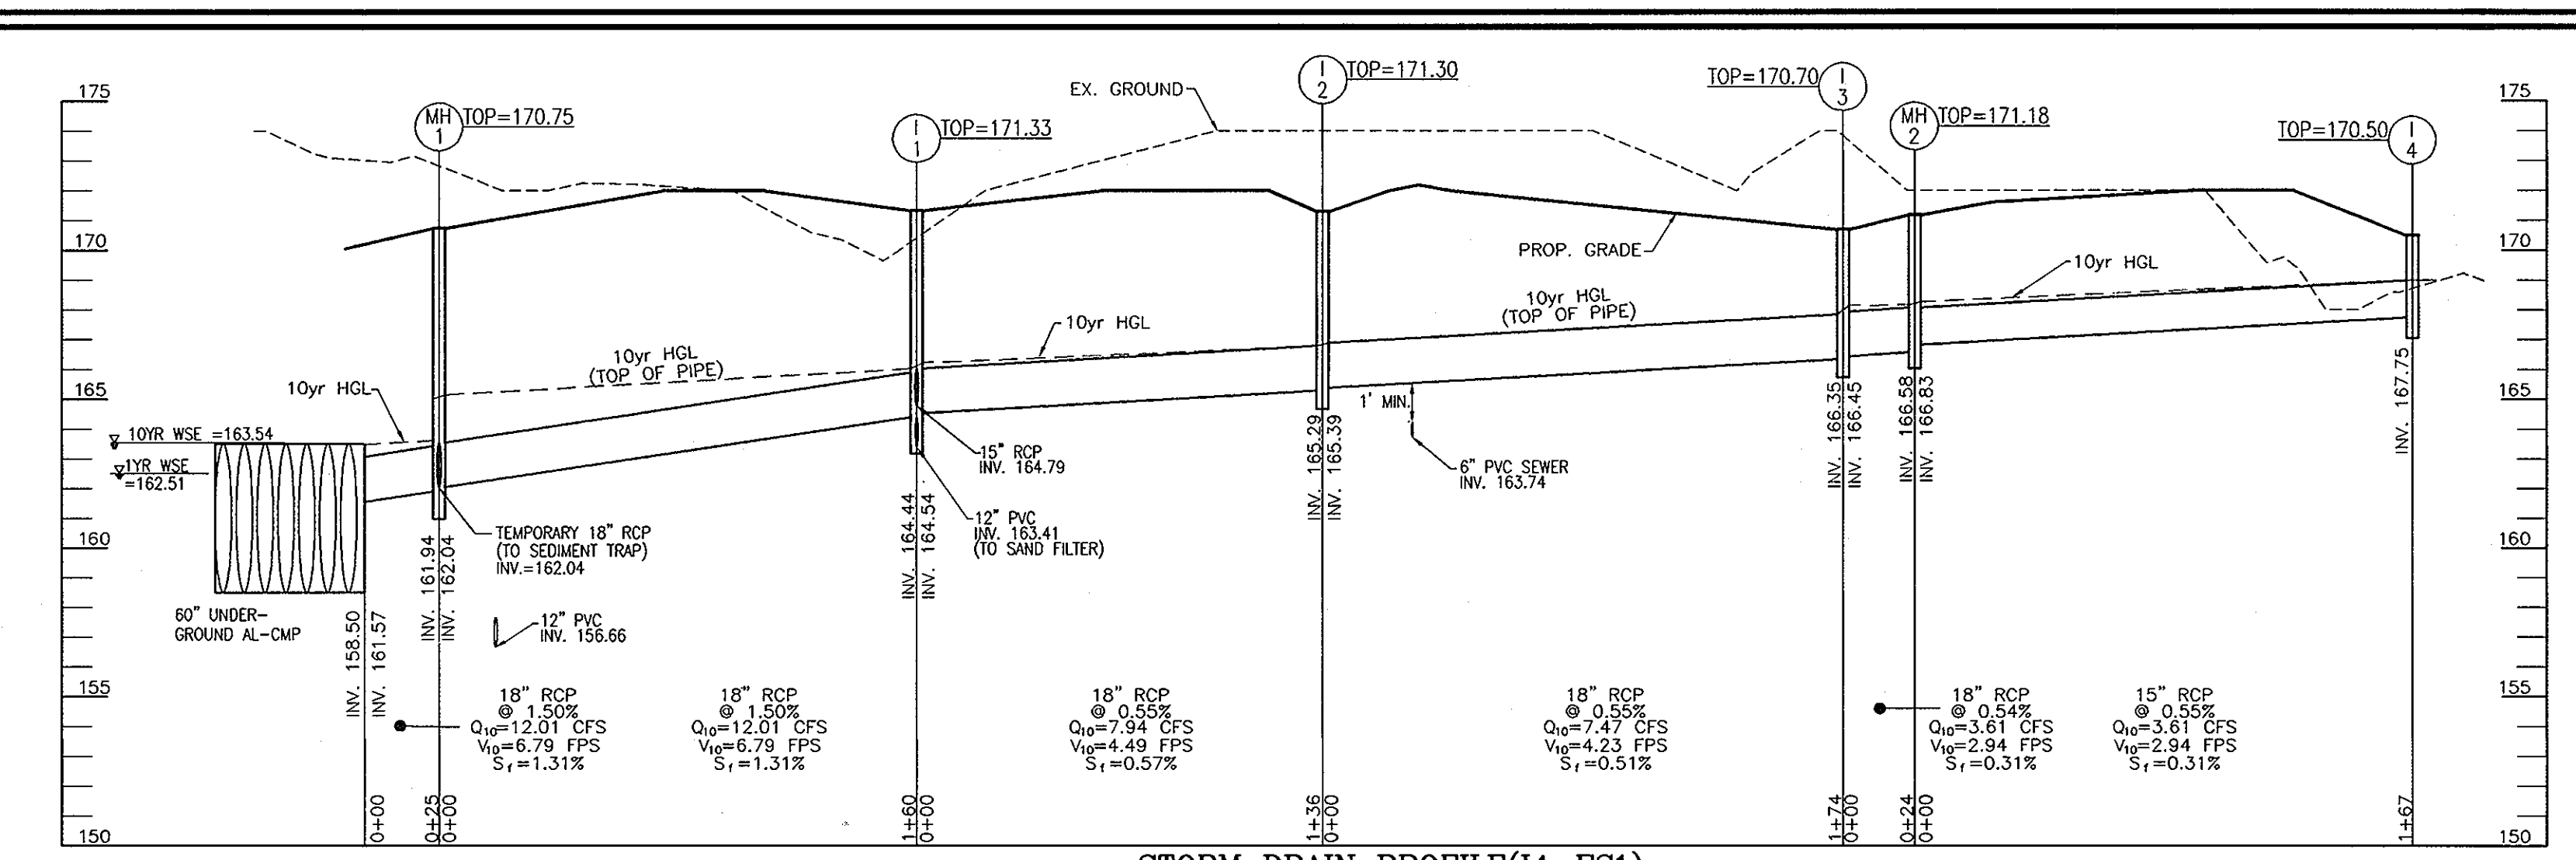 175
MH
1
TOP=170.75
I
1
TOP=171.33
EX. GROUND
I
2
TOP=171.30
TOP=170.70
I
3
MH
2
TOP=171.18
TOP=170.50
I
4
175
170
PROP. GRADE
10yr HGL
170
10yr HGL
(TOP OF PIPE)
10yr HGL
10yr HGL
(TOP OF PIPE)
165
10yr HGL
10YR WSE =163.54
1YR WSE
=162.51
15" RCP
INV. 164.79
1' MIN.
6" PVC SEWER
INV. 163.74
165
INV. 165.29
INV. 165.39
INV. 166.35
INV. 166.45
INV. 166.58
INV. 166.83
INV. 167.75
160
TEMPORARY 18" RCP
(TO SEDIMENT TRAP)
INV.=162.04
12" PVC
INV. 163.41
(TO SAND FILTER)
160
INV. 161.94
INV. 162.04
INV. 164.44
INV. 164.54
60" UNDER-
GROUND AL-CMP
12" PVC
INV. 156.66
INV. 158.50
INV. 161.57
155
18" RCP
@ 1.50%
Q10=12.01 CFS
V10=6.79 FPS
Sf=1.31%
18" RCP
@ 1.50%
Q10=12.01 CFS
V10=6.79 FPS
Sf=1.31%
18" RCP
@ 0.55%
Q10=7.94 CFS
V10=4.49 FPS
Sf=0.57%
18" RCP
@ 0.55%
Q10=7.47 CFS
V10=4.23 FPS
Sf=0.51%
18" RCP
@ 0.54%
Q10=3.61 CFS
V10=2.94 FPS
Sf=0.31%
15" RCP
@ 0.55%
Q10=3.61 CFS
V10=2.94 FPS
Sf=0.31%
155
150
0+00
0+25
0+00
1+60
0+00
1+36
0+00
1+74
0+00
0+24
0+00
1+67
150
STORM DRAIN PROFILE(I4-ES1)